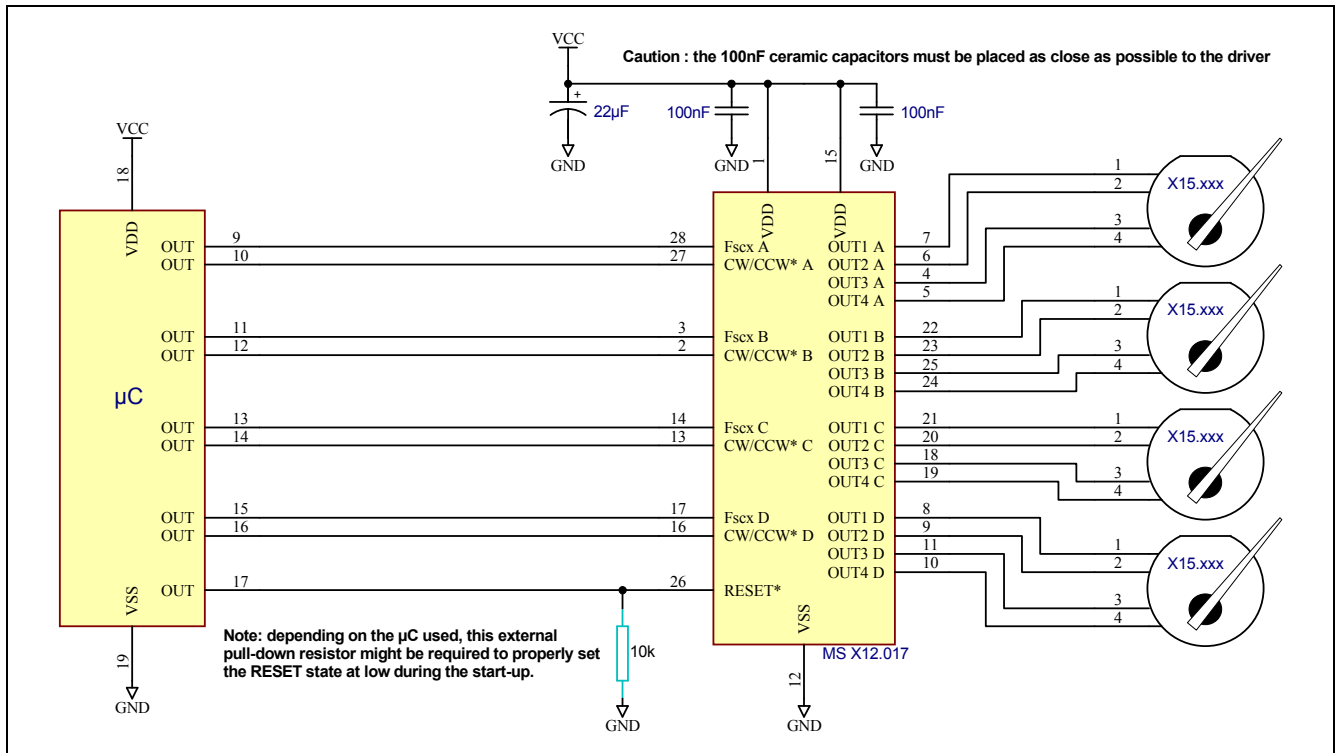 VCC
Caution : the 100nF ceramic capacitors must be placed as close as possible to the driver
+
22µF
100nF
100nF
GND
GND
GND
VCC
18
VDD
1
15
VDD
VDD
µC
OUT 9 28 Fscx A
OUT 10 27 CW/CCW* A
OUT 11 3 Fscx B
OUT 12 2 CW/CCW* B
OUT 13 14 Fscx C
OUT 14 13 CW/CCW* C
OUT 15 17 Fscx D
OUT 16 16 CW/CCW* D
OUT 17 26 RESET*
OUT1 A 7
OUT2 A 6
OUT3 A 4
OUT4 A 5
OUT1 B 22
OUT2 B 23
OUT3 B 25
OUT4 B 24
OUT1 C 21
OUT2 C 20
OUT3 C 18
OUT4 C 19
OUT1 D 8
OUT2 D 9
OUT3 D 11
OUT4 D 10
1
2
3
4
X15.xxx
1
2
3
4
X15.xxx
1
2
3
4
X15.xxx
1
2
3
4
X15.xxx
VSS
19
GND
Note: depending on the µC used, this external
pull-down resistor might be required to properly set
the RESET state at low during the start-up.
10k
GND
VSS
12
GND
MS X12.017